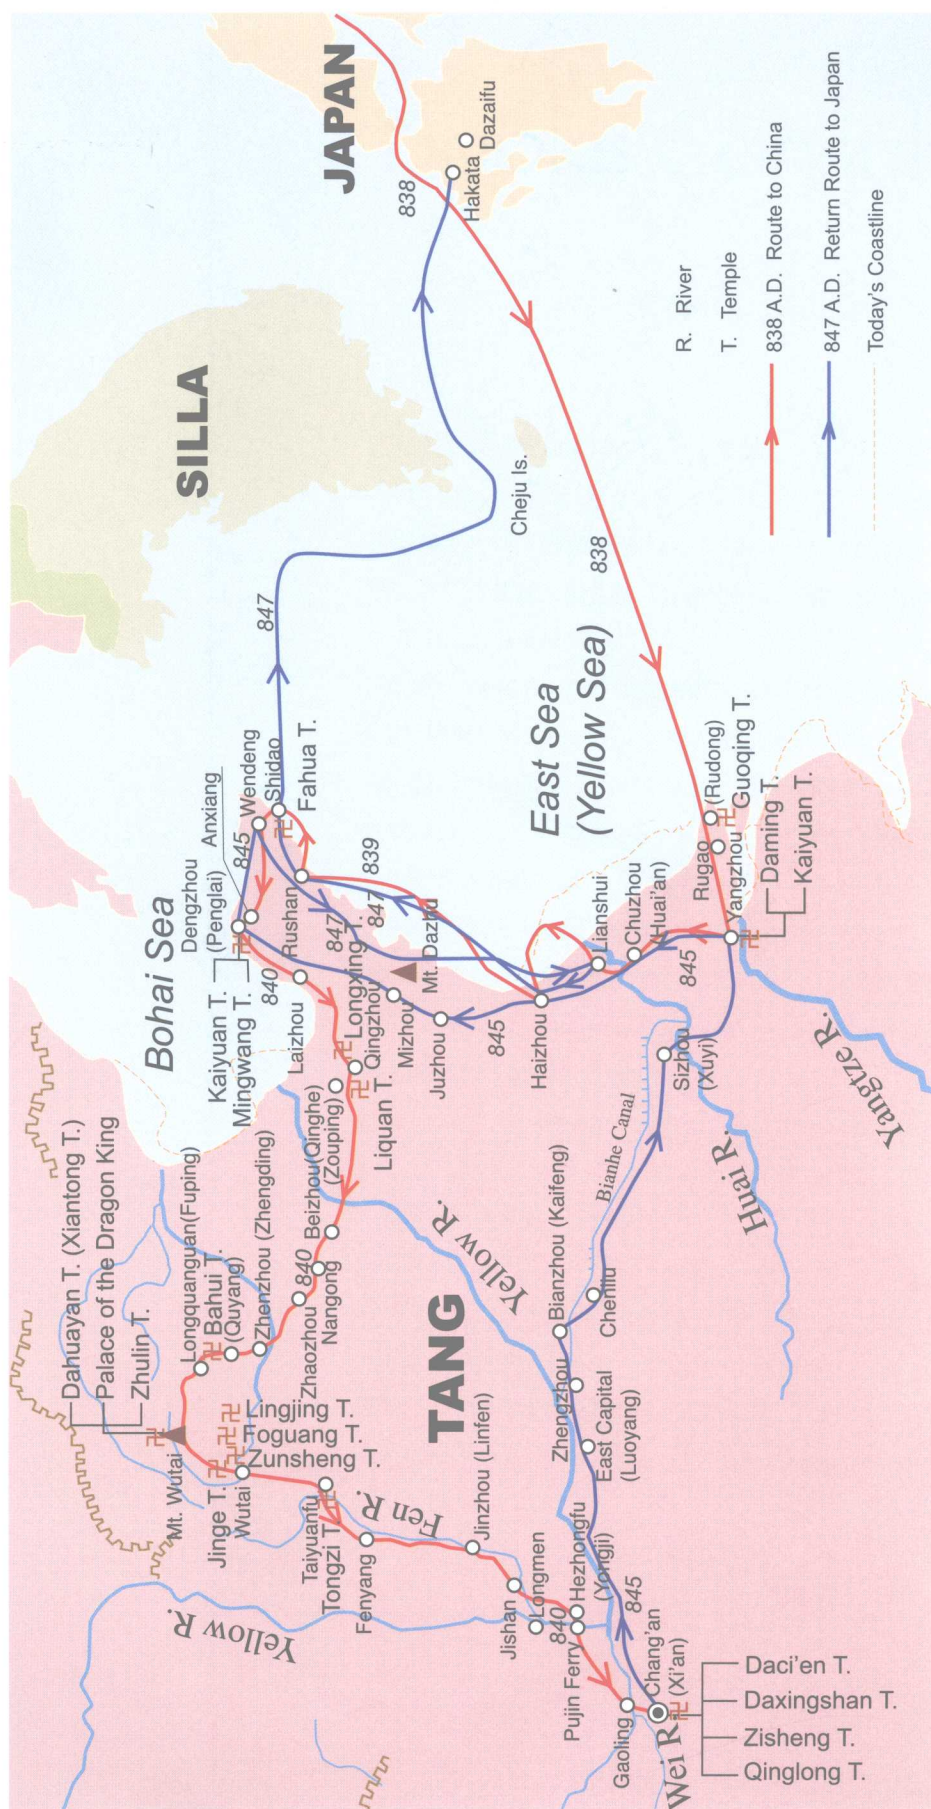 Dahuayan T. (Xiantong T.)
Palace of the Dragon King
Zhulin T.
Mt. Wutai
Longquanguan(Fuping)
Bahui T.
(Quyang)
Zhenzhou (Zhengding)
Lingjing T.
Foguang T.
Zunsheng T.
Jinge T.
Wutai
Yellow R.
Taiyuanfu
Tongzi T.
Fenyang
Fen R.
Jinzhou (Linfen)
Jishan
Longmen
Hezhongfu
(Yongji)
840
Pujin Ferry
Gaoling
Chang'an
(Xi'an)
Wei R.
845
Daci'en T.
Daxingshan T.
Zisheng T.
Qinglong T.
Zhaozhou
840
Nangong
Beizhou(Qinghe)
(Zouping)
Liquan T.
TANG
Yellow R.
Zhengzhou
East Capital
(Luoyang)
Bianzhou (Kaifeng)
Chenliu
Bianhe Canal
Sizhou
(Xuyi)
Huai R.
Yangtze R.
Bohai Sea
Dengzhou
(Penglai)
Kaiyuan T.
Mingwang T.
840
Laizhou
Longxing T.
Qingzhou
Mizhou
Mt. Dazhu
Juzhou
845
Haizhou
Anxiang
845
Wendeng
Shidao
Fahua T.
Rushan
847
847
839
Lianshui
Chuzhou
(Huai'an)
845
Yangzhou
Rugao
(Rudong)
Guoqing T.
Daming T.
Kaiyuan T.
East Sea
(Yellow Sea)
SILLA
847
Cheju Is.
838
JAPAN
838
Hakata
Dazaifu
R. River
T. Temple
838 A.D. Route to China
847 A.D. Return Route to Japan
Today's Coastline